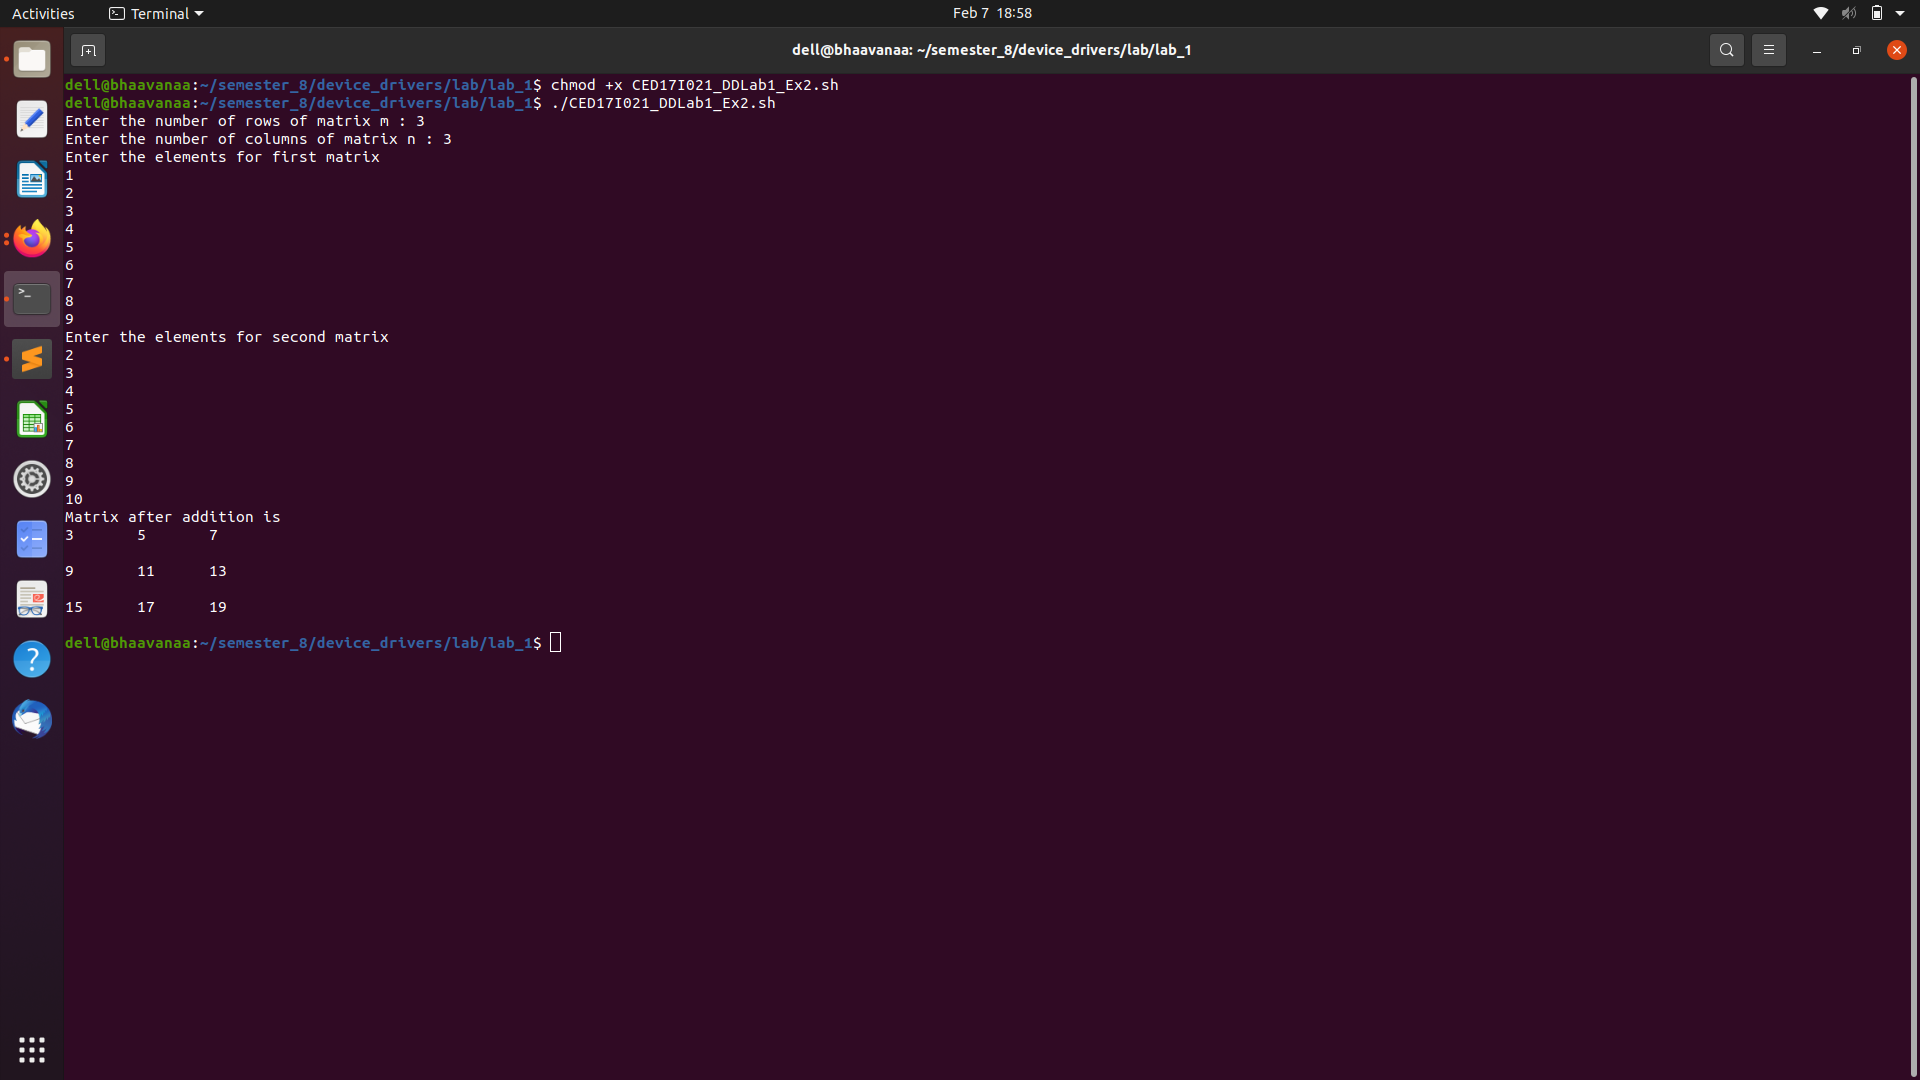 Activities Terminal Feb 7 18:58
dell@bhaavanaa: ~/semester_8/device_drivers/lab/lab_1
dell@bhaavanaa:~/semester_8/device_drivers/lab/lab_1$ chmod +x CED17I021_DDLab1_Ex2.sh
dell@bhaavanaa:~/semester_8/device_drivers/lab/lab_1$ ./CED17I021_DDLab1_Ex2.sh
Enter the number of rows of matrix m : 3
Enter the number of columns of matrix n : 3
Enter the elements for first matrix
1
2
3
4
5
6
7
8
9
Enter the elements for second matrix
2
3
4
5
6
7
8
9
10
Matrix after addition is
3 5 7
9 11 13
15 17 19
dell@bhaavanaa:~/semester_8/device_drivers/lab/lab_1$